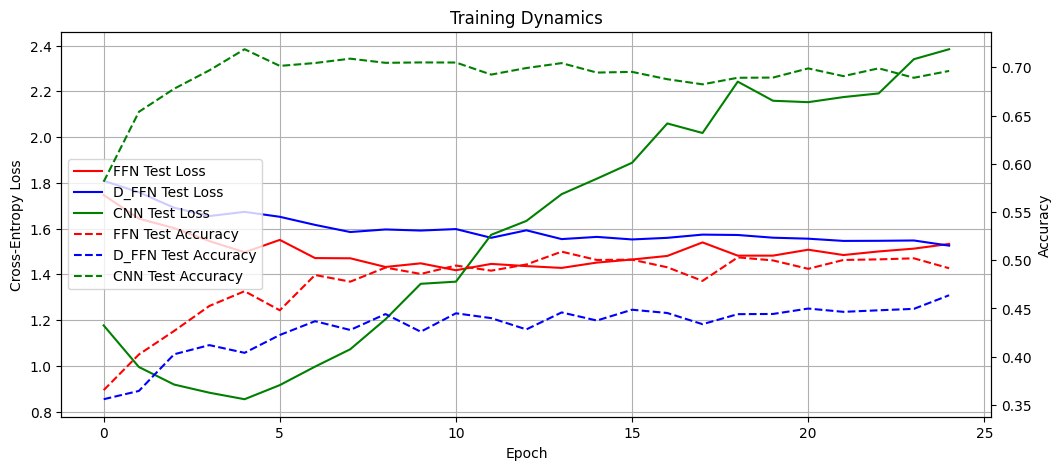 Training Dynamics
2.4
2.2
2.0
1.8
1.6
1.4
1.2
1.0
0.8
Cross-Entropy Loss
FFN Test Loss
D_FFN Test Loss
CNN Test Loss
FFN Test Accuracy
D_FFN Test Accuracy
CNN Test Accuracy
0.70
0.65
0.60
0.55
0.50
0.45
0.40
0.35
Accuracy
0 5 10 15 20 25
Epoch